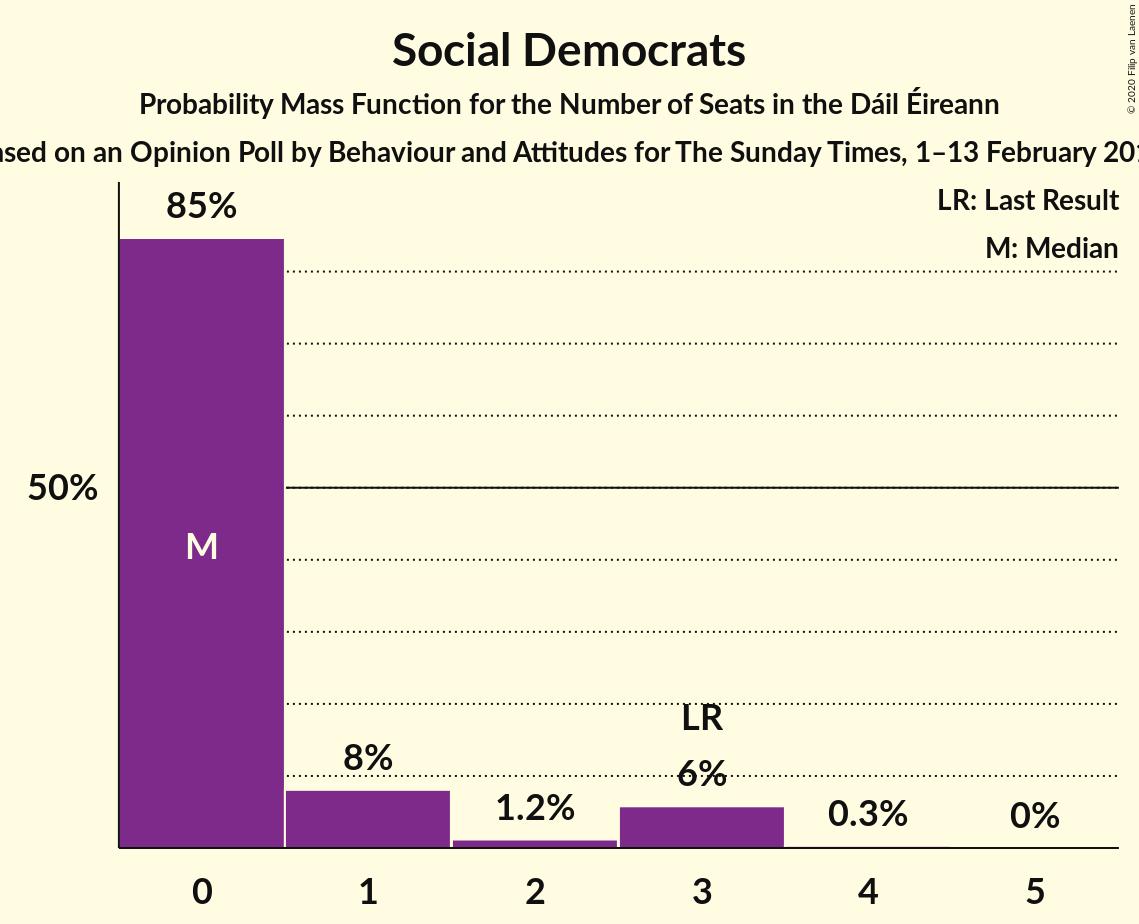 Social Democrats
Probability Mass Function for the Number of Seats in the Dáil Éireann
on an Opinion Poll by Behaviour and Attitudes for The Sunday Times, 1–13 February
LR: Last Result
M: Median
85%
50%
M
LR
8%
6%
1.2%
0.3%
0%
0 1 2 3 4 5
© 2020 Filip van Laenen